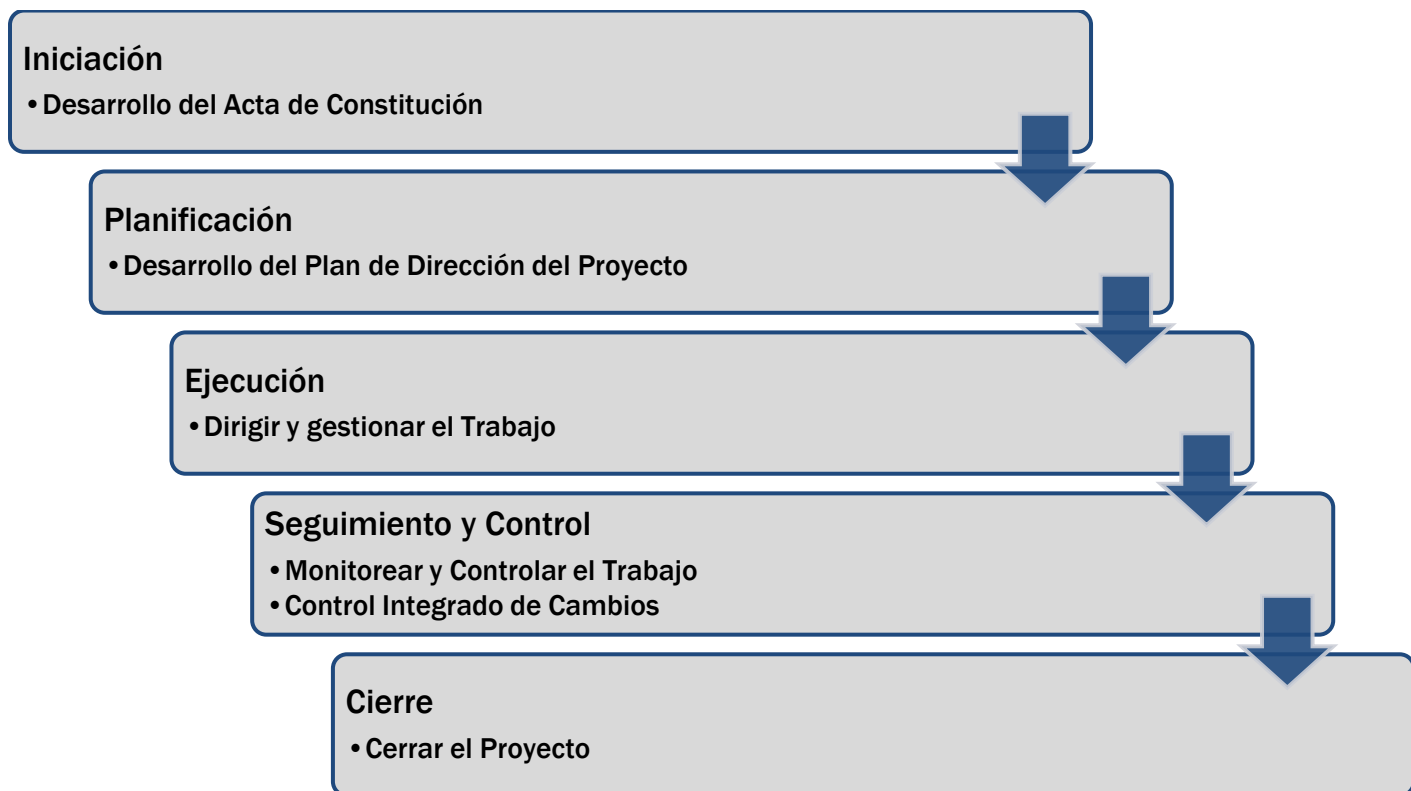 Iniciación
• Desarrollo del Acta de Constitución
Planificación
• Desarrollo del Plan de Dirección del Proyecto
Ejecución
• Dirigir y gestionar el Trabajo
Seguimiento y Control
• Monitorear y Controlar el Trabajo
• Control Integrado de Cambios
Cierre
• Cerrar el Proyecto